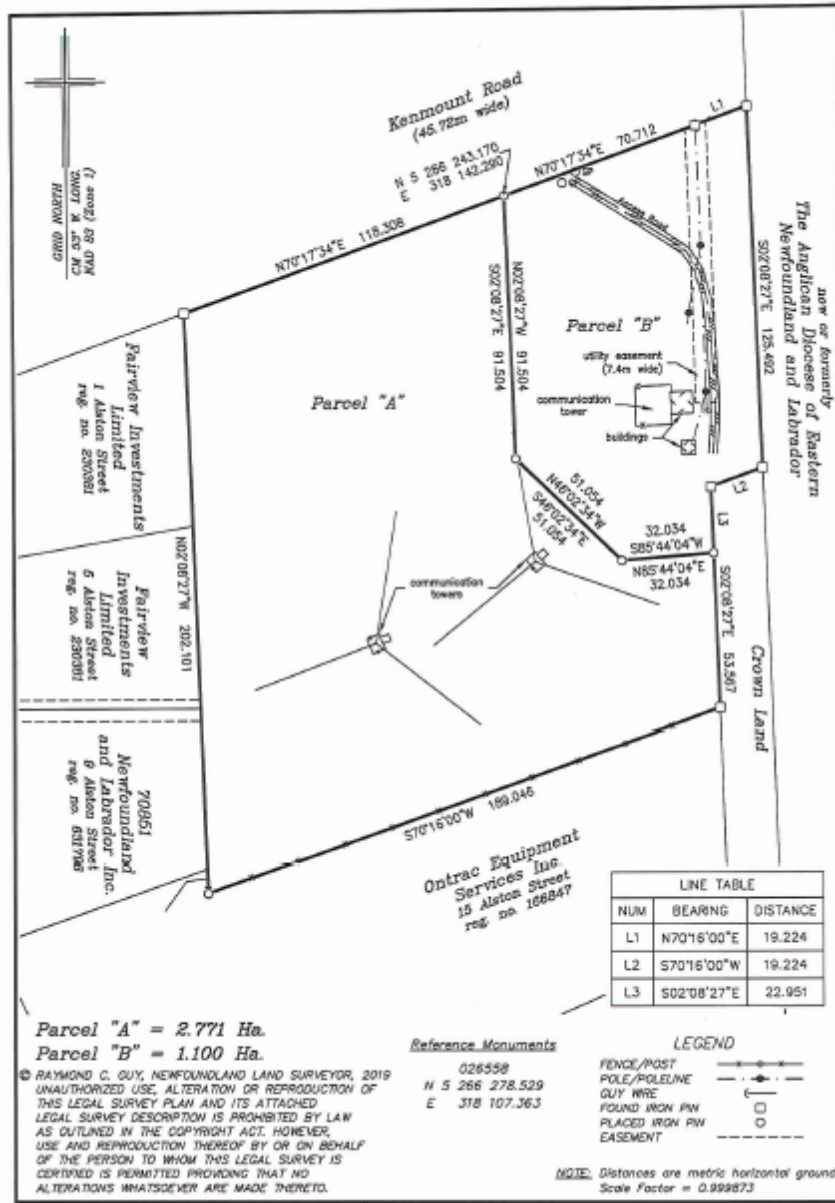 Kenmount Road
(45.72m wide)
N 5 266 243.170
E 318 142.290
L1
N70°17'34"E 70.712
N70°17'34"E 118.308
GRID NORTH
NAD 83 (Zone 1)
CM 53° W LONG.
Access Road
now or formerly
The Anglican Diocese of Eastern
Newfoundland and Labrador
S02°08'27"E 125.492
N02°08'27"W 91.504
S02°08'27"E 91.504
Parcel "B"
utility easement
(7.4m wide)
communication
tower
buildings
Parcel "A"
Fairview Investments
Limited
1 Alston Street
reg. no. 230381
Fairview
Investments
Limited
5 Alston Street
reg. no. 230381
N02°08'27"W 202.101
70851
Newfoundland
and Labrador Inc.
9 Alston Street
reg. no. 631796
51.054
N46°02'34"W
S46°02'34"E
51.054
L2
L3
32.034
S85°44'04"W
N85°44'04"E
32.034
communication
towers
S02°08'27"E 53.567
Crown Land
S70°16'00"W 189.046
Ontrac Equipment
Services Inc.
15 Alston Street
reg. no. 166847
LINE TABLE
NUM BEARING DISTANCE
L1 N70°16'00"E 19.224
L2 S70°16'00"W 19.224
L3 S02°08'27"E 22.951
Parcel "A" = 2.771 Ha.
Parcel "B" = 1.100 Ha.
© RAYMOND C. GUY, NEWFOUNDLAND LAND SURVEYOR, 2019
UNAUTHORIZED USE, ALTERATION OR REPRODUCTION OF
THIS LEGAL SURVEY PLAN AND ITS ATTACHED
LEGAL SURVEY DESCRIPTION IS PROHIBITED BY LAW
AS OUTLINED IN THE COPYRIGHT ACT. HOWEVER,
USE AND REPRODUCTION THEREOF BY OR ON BEHALF
OF THE PERSON TO WHOM THIS LEGAL SURVEY IS
CERTIFIED IS PERMITTED PROVIDING THAT NO
ALTERATIONS WHATSOEVER ARE MADE THERETO.
Reference Monuments
026558
N 5 266 278.529
E 318 107.363
LEGEND
FENCE/POST
POLE/POLELINE
GUY WIRE
FOUND IRON PIN
PLACED IRON PIN
EASEMENT
NOTE: Distances are metric horizontal ground
Scale Factor = 0.999873